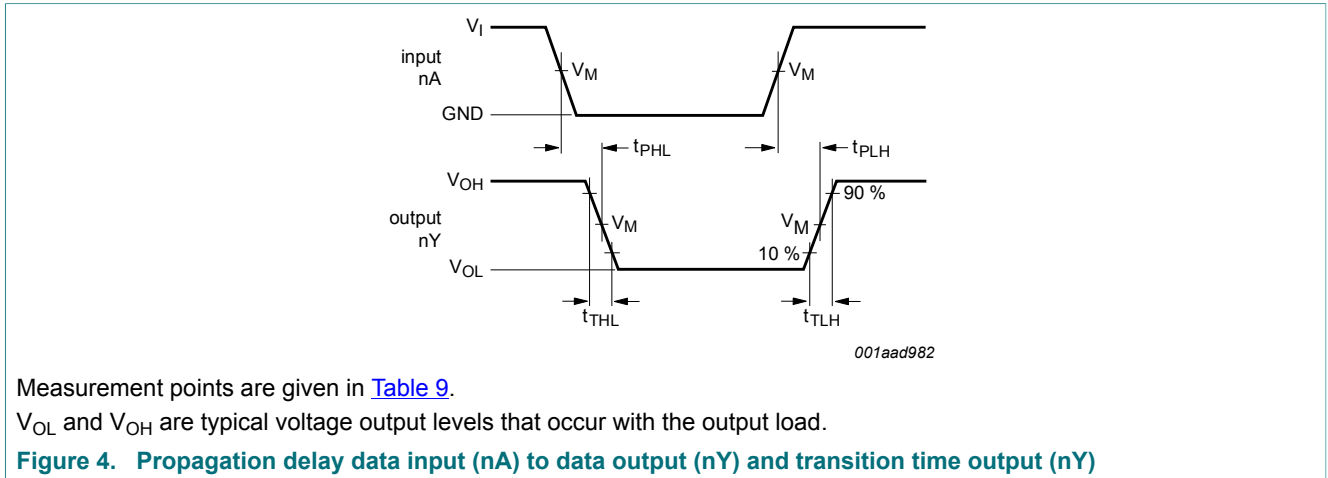 V_I
input
nA
V_M
V_M
GND
t_PHL
t_PLH
V_OH
90 %
output
nY
V_M
V_M
10 %
V_OL
t_THL
t_TLH
001aad982
Measurement points are given in Table 9.
V_OL and V_OH are typical voltage output levels that occur with the output load.
Figure 4. Propagation delay data input (nA) to data output (nY) and transition time output (nY)